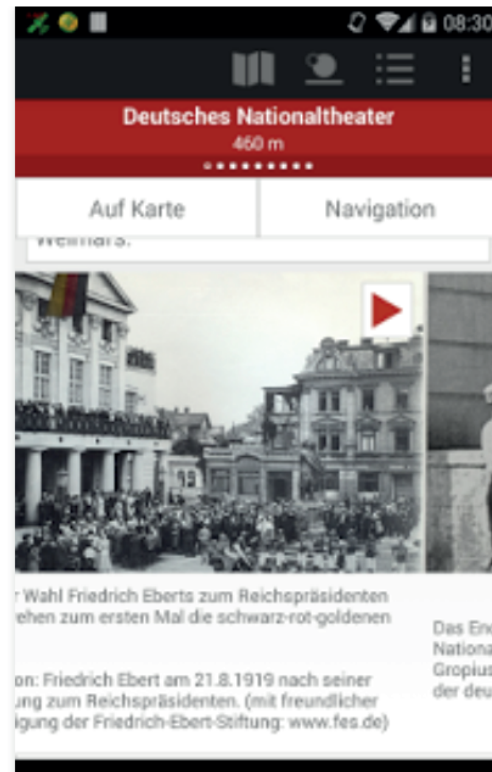 08:30
Deutsches Nationaltheater
460 m
Auf Karte
Navigation
Weimars.
r Wahl Friedrich Eberts zum Reichspräsidenten
ehen zum ersten Mal die schwarz-rot-goldenen
on: Friedrich Ebert am 21.8.1919 nach seiner
ung zum Reichspräsidenten. (mit freundlicher
igung der Friedrich-Ebert-Stiftung: www.fes.de)
Das En
Nationa
Gropius
der deu